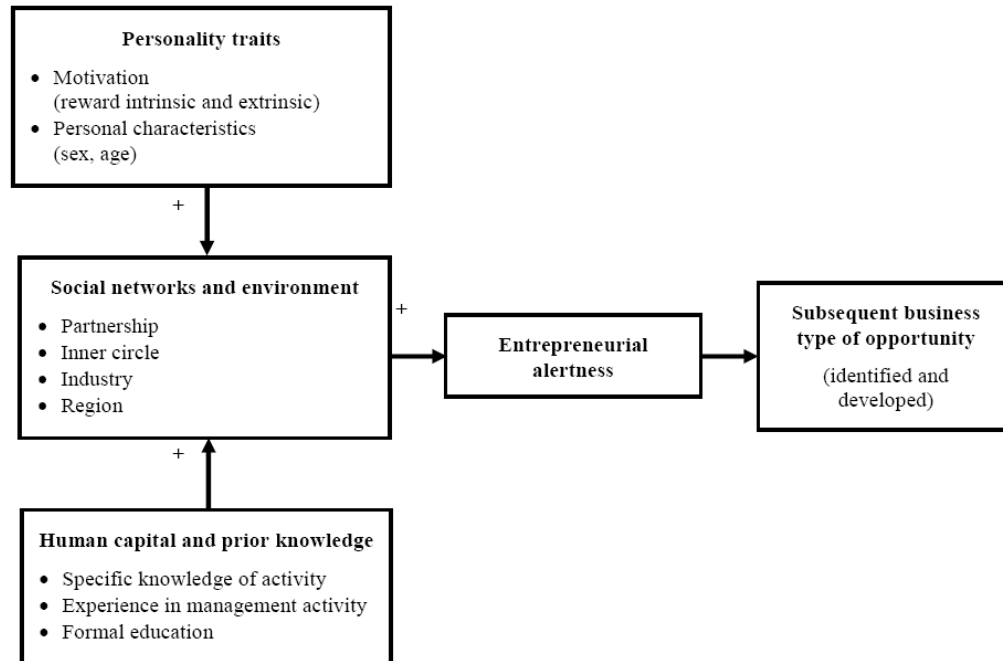 Personality traits
• Motivation
(reward intrinsic and extrinsic)
• Personal characteristics
(sex, age)
+
Social networks and environment
• Partnership
• Inner circle
• Industry
• Region
+
Entrepreneurial
alertness
Subsequent business
type of opportunity
(identified and
developed)
+
Human capital and prior knowledge
• Specific knowledge of activity
• Experience in management activity
• Formal education